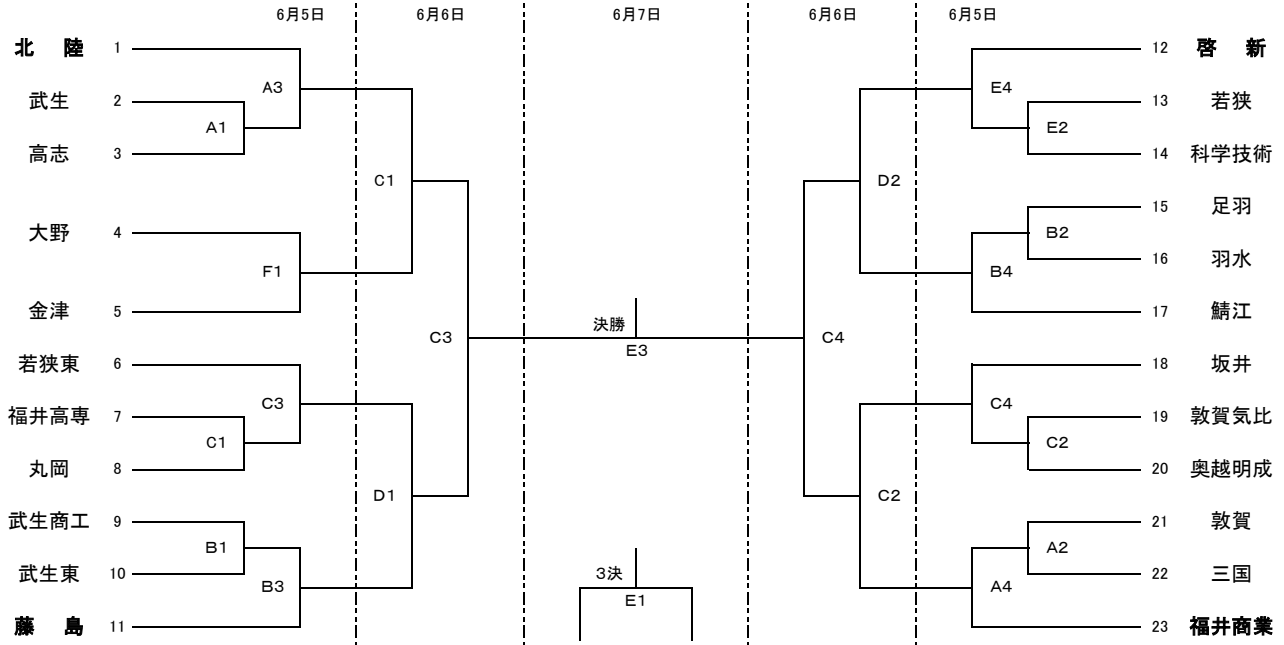 6月5日 6月6日 6月7日 6月6日 6月5日
北 陸 1
武生 2
高志 3
大野 4
金津 5
若狭東 6
福井高専 7
丸岡 8
武生商工 9
武生東 10
藤 島 11
A3
A1
F1
C3
C1
B1
B3
C1
D1
C3
決勝
E3
3決
E1
C4
D2
C2
E4
E2
B2
B4
C4
C2
A2
A4
12 啓 新
13 若狭
14 科学技術
15 足羽
16 羽水
17 鯖江
18 坂井
19 敦賀気比
20 奥越明成
21 敦賀
22 三国
23 福井商業